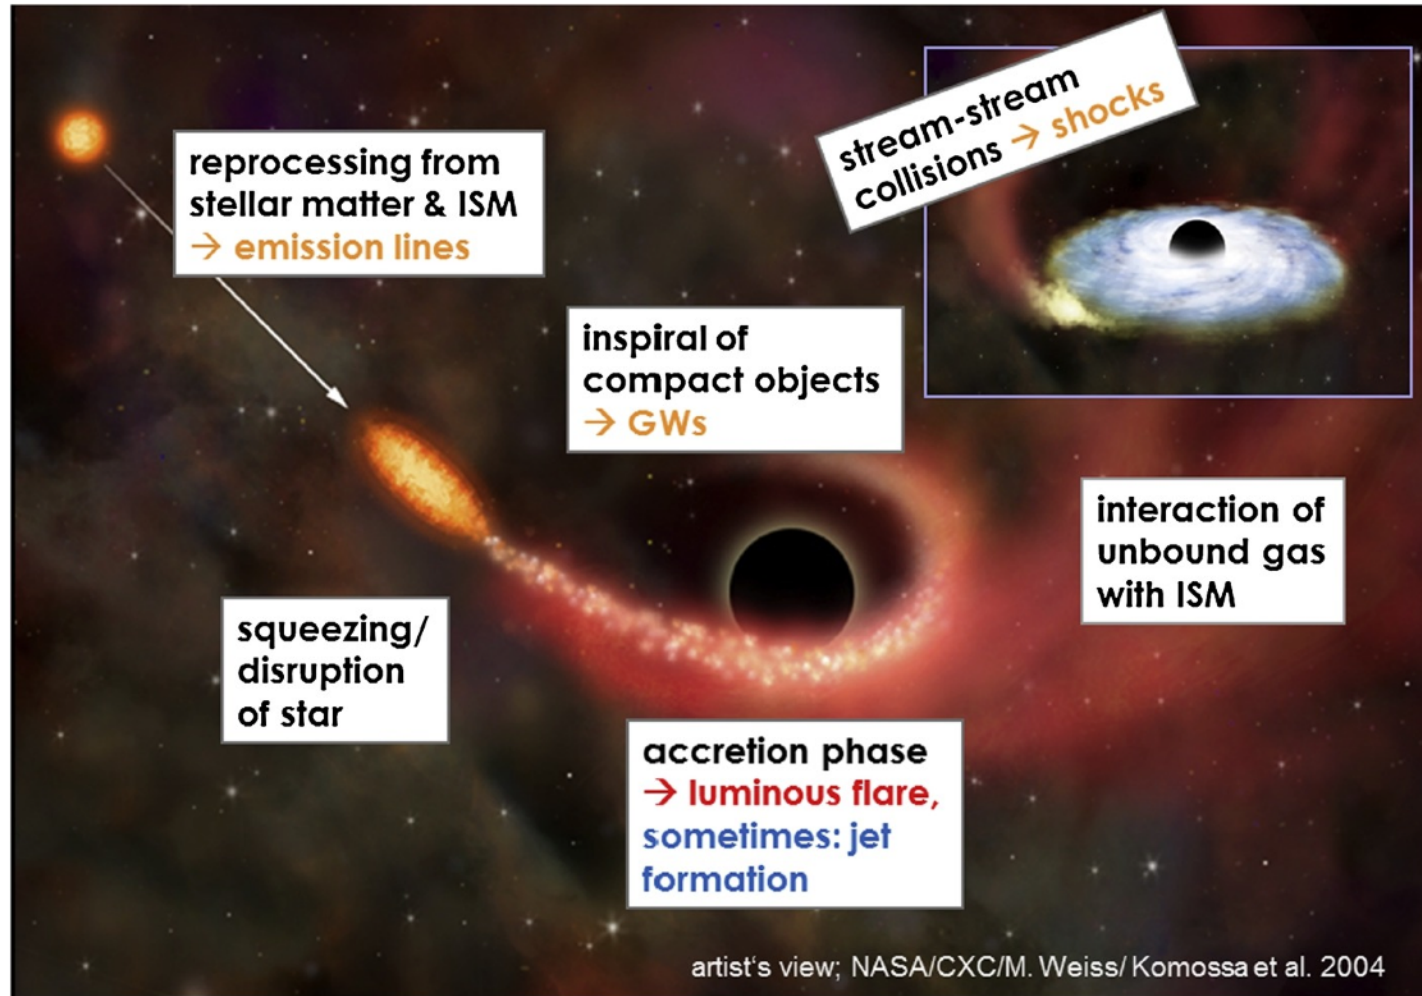 reprocessing from
stellar matter & ISM
→ emission lines
stream-stream
collisions → shocks
inspiral of
compact objects
→ GWs
interaction of
unbound gas
with ISM
squeezing/
disruption
of star
accretion phase
→ luminous flare,
sometimes: jet
formation
artist's view; NASA/CXC/M. Weiss/ Komossa et al. 2004